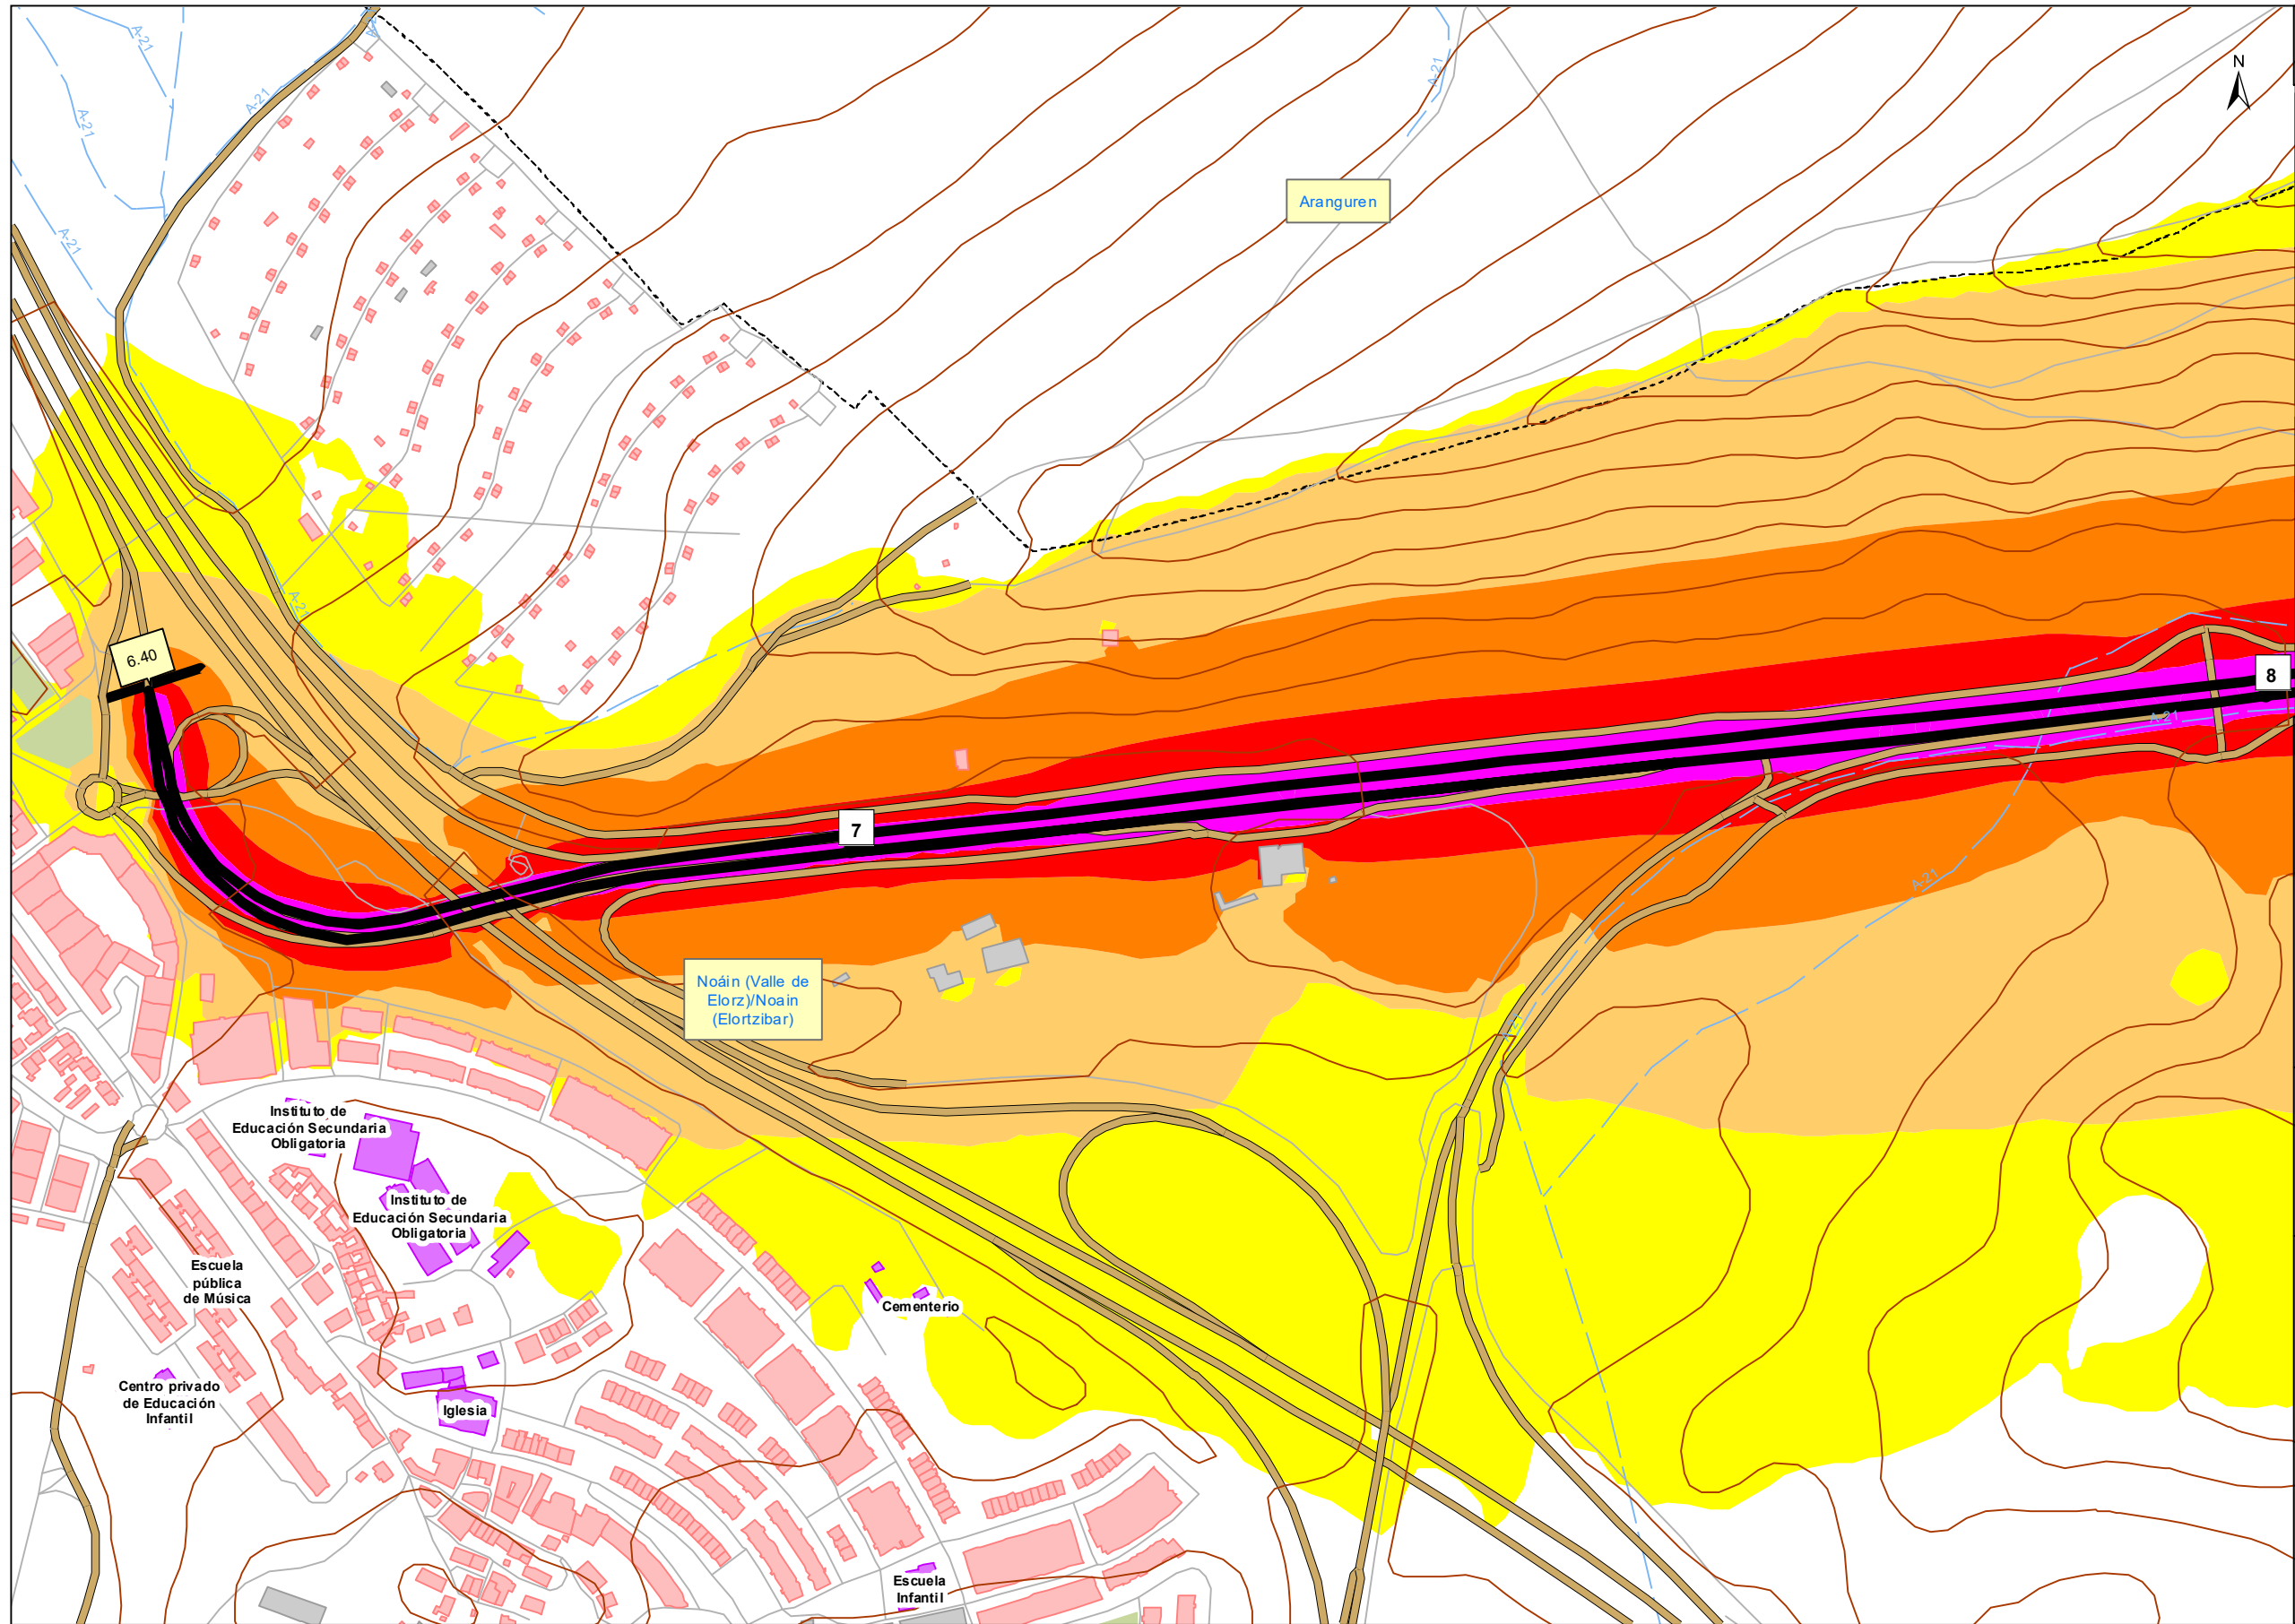 N
A-21
A-21
A-21
A-21
A-21
A-21
A-21
Aranguren
A-21
6.40
8
A-21
7
A-21
Noáin (Valle de
Elorz)/Noain
(Elortzibar)
Instituto de
Educación Secundaria
Obligatoria
Instituto de
Educación Secundaria
Obligatoria
Escuela
pública
de Música
Cementerio
Centro privado
de Educación
Infantil
Iglesia
Escuela
Infantil